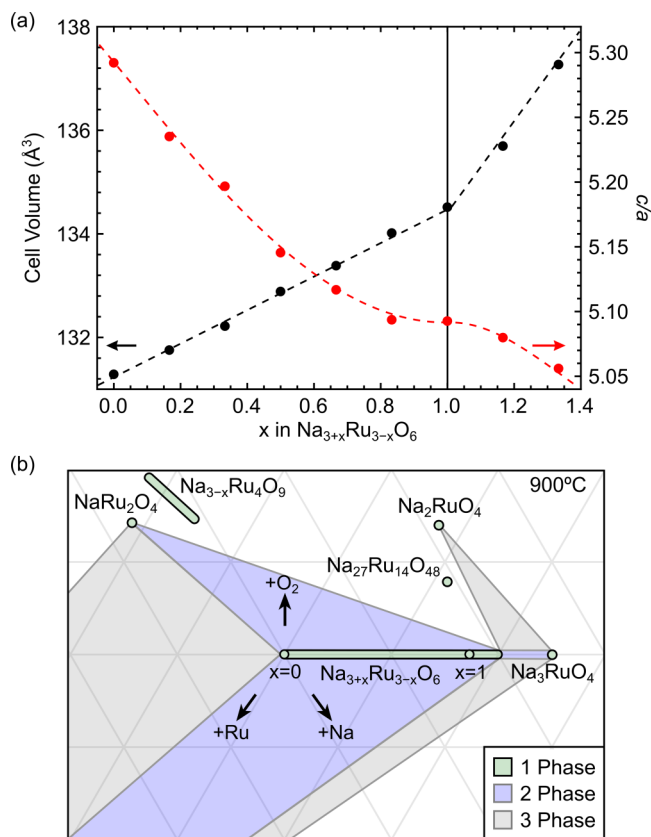 (a)
138
136
134
132
Cell Volume (Å³)
5.30
5.25
5.20
5.15
5.10
5.05
c/a
0.0 0.2 0.4 0.6 0.8 1.0 1.2 1.4
x in Na₃₊ₓRu₃₋ₓO₆
(b)
900ºC
Na₃₋ₓRu₄O₉
NaRu₂O₄
Na₂RuO₄
Na₂₇Ru₁₄O₄₈
+O₂
x=0
Na₃₊ₓRu₃₋ₓO₆
x=1
Na₃RuO₄
+Ru
+Na
1 Phase
2 Phase
3 Phase